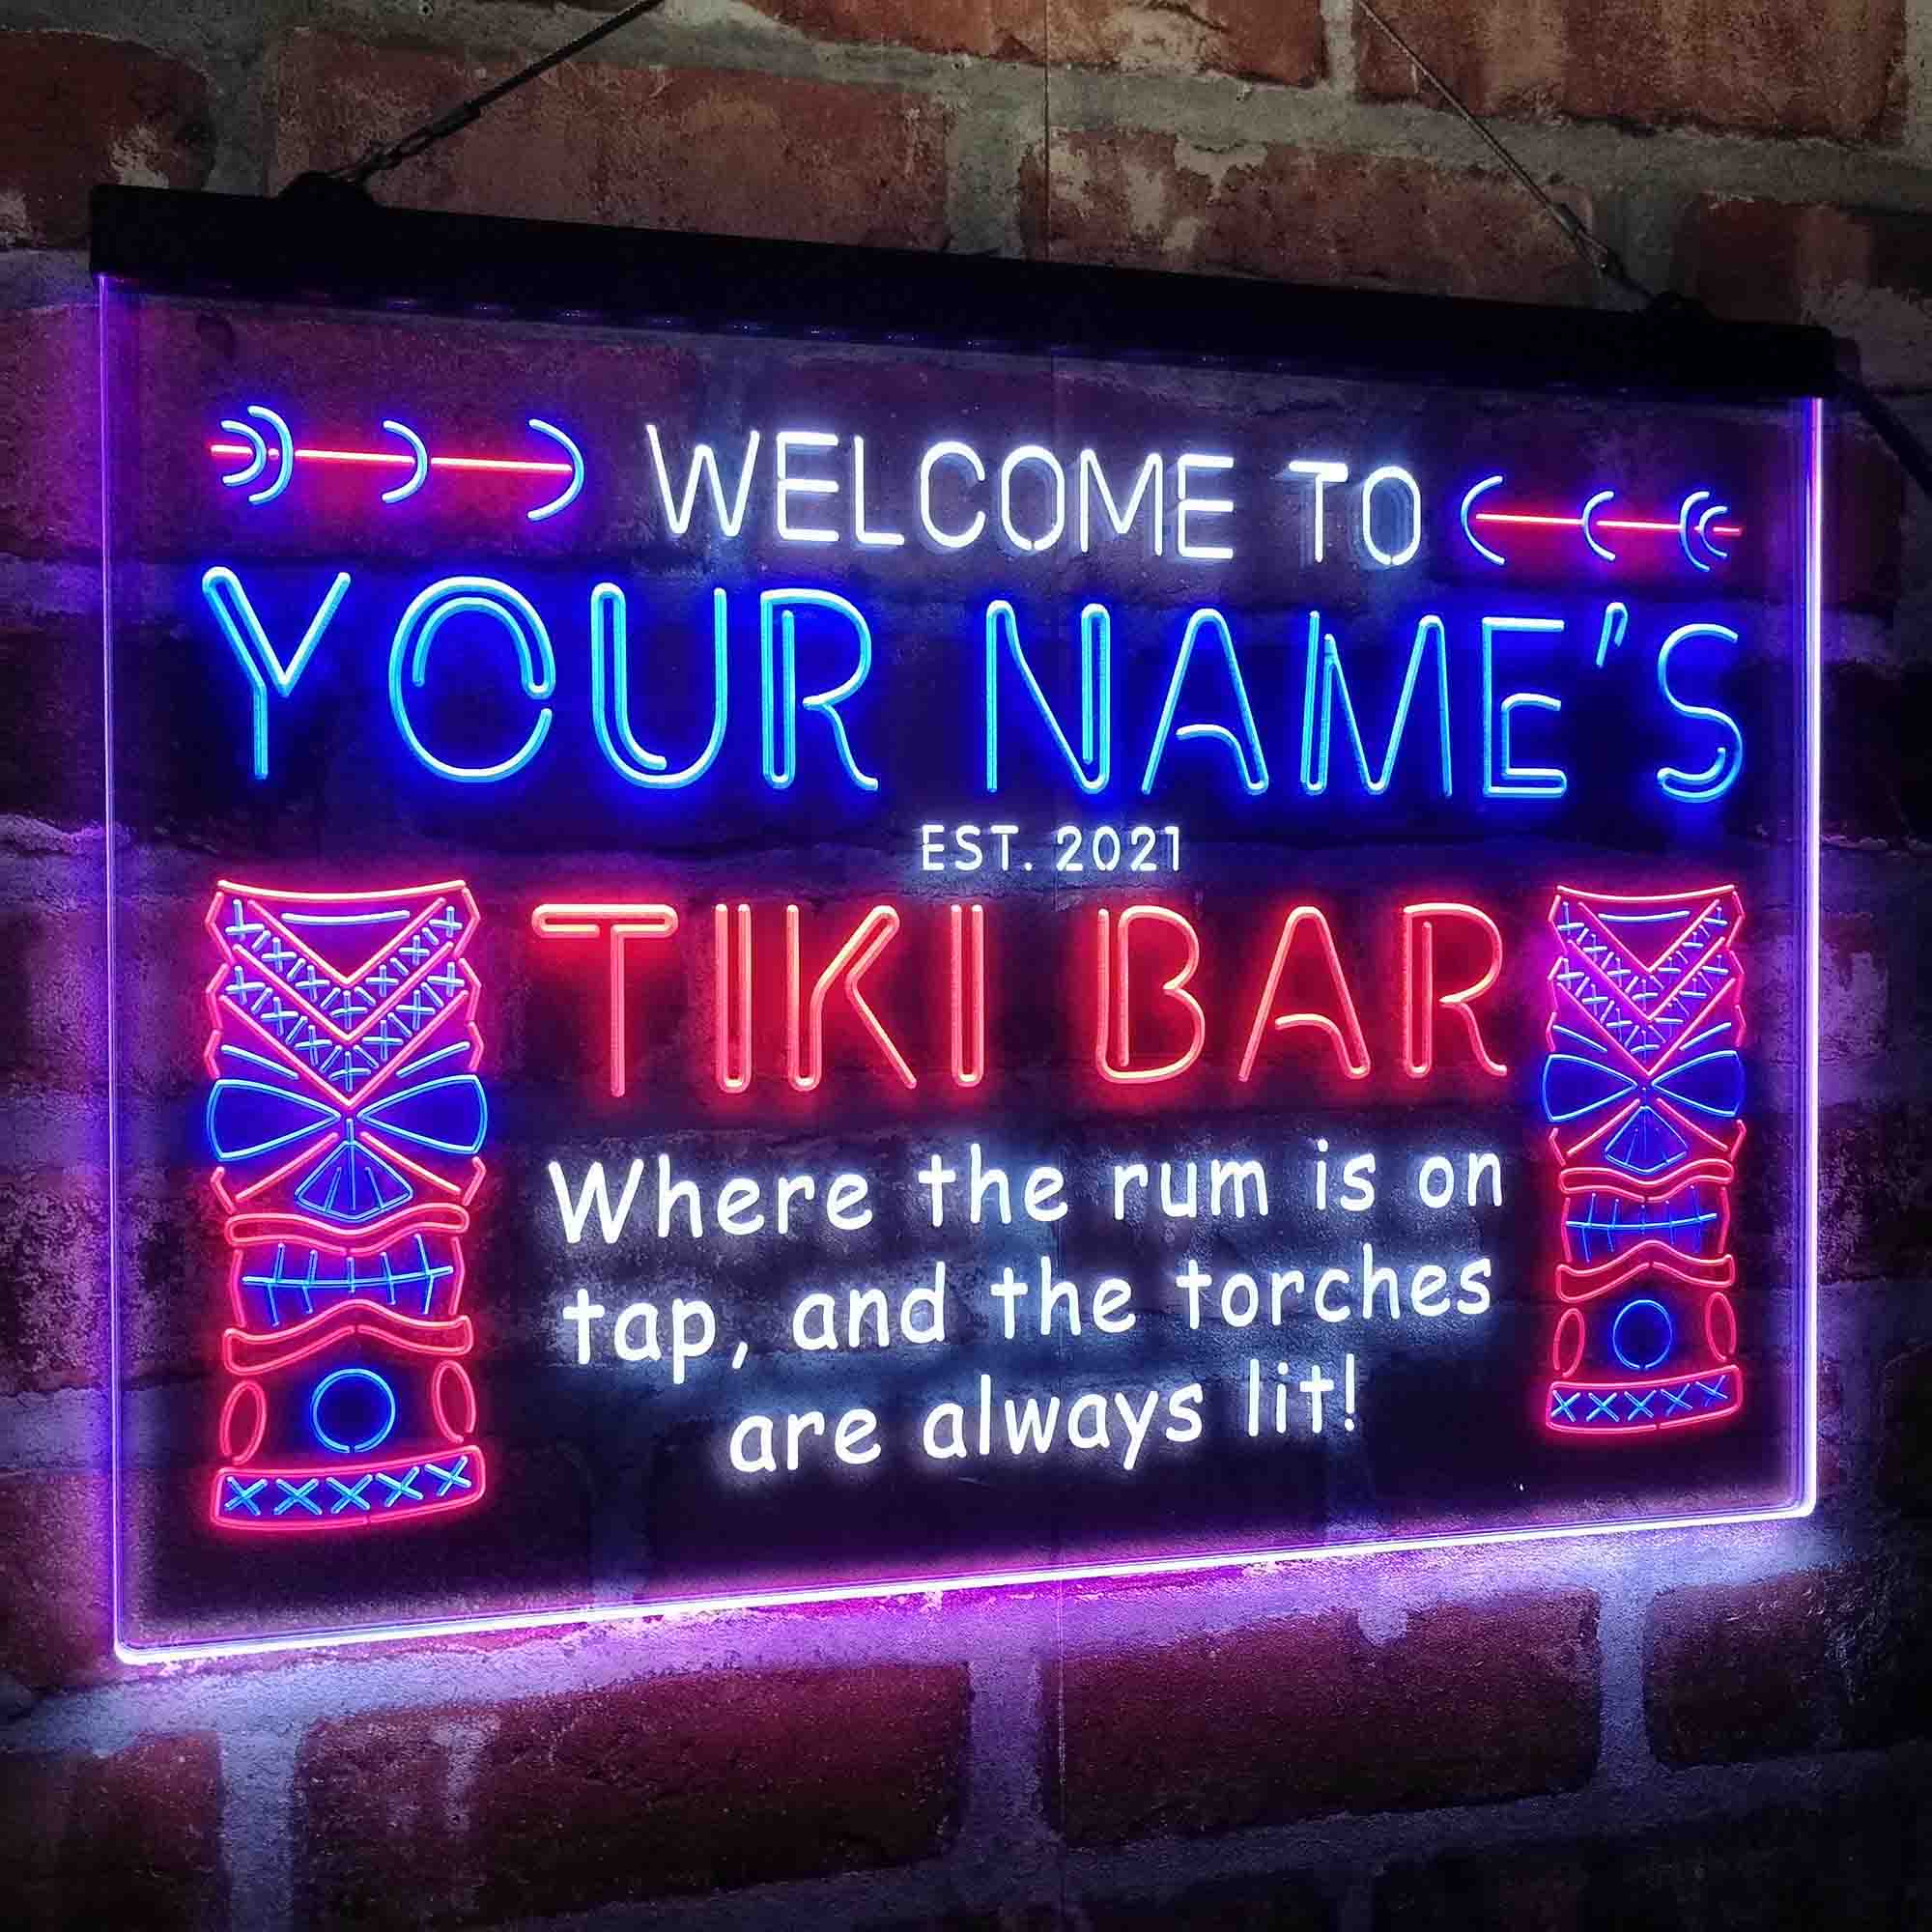 WELCOME TO
YOUR NAME'S
EST. 2021
TIKI BAR
Where the rum is on
tap, and the torches
are always lit!